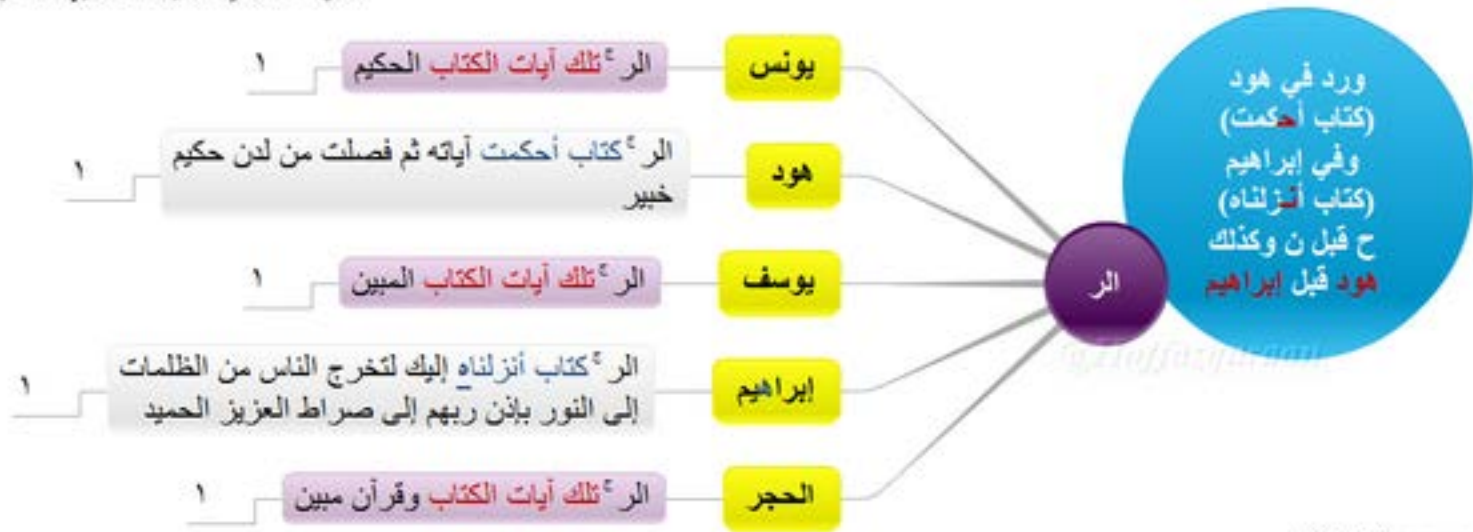 ورد في هود
(كتاب أحكمت)
وفي إبراهيم
(كتاب أنزلناه)
ح قبل ن وكذلك
هود قبل إبراهيم
الر
يونس
الر ۚ تلك آيات الكتاب الحكيم
١
هود
الر ۚ كتاب أحكمت آياته ثم فصلت من لدن حكيم
خبير
١
يوسف
الر ۚ تلك آيات الكتاب المبين
١
إبراهيم
الر ۚ كتاب أنزلناه إليك لتخرج الناس من الظلمات
إلى النور بإذن ربهم إلى صراط العزيز الحميد
١
الحجر
الر ۚ تلك آيات الكتاب وقرآن مبين
١